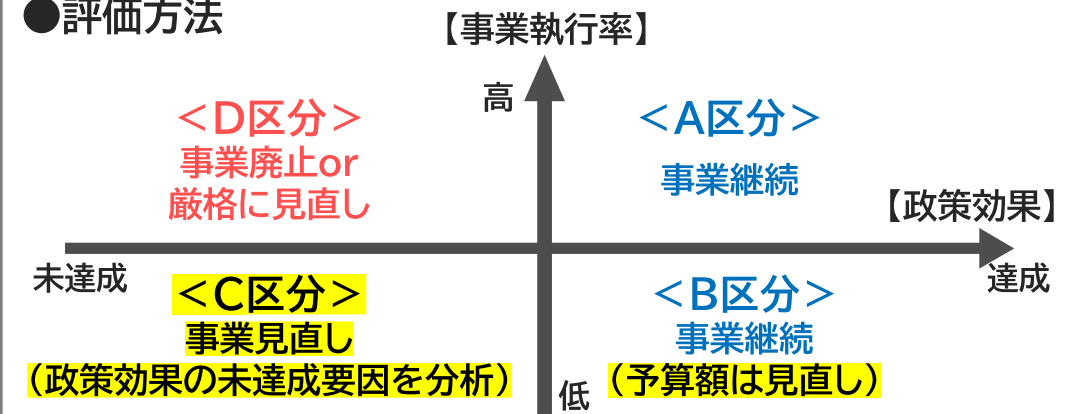 ●評価方法
【事業執行率】
高
＜D区分＞
事業廃止or
厳格に見直し
＜A区分＞
事業継続
【政策効果】
未達成
達成
＜C区分＞
事業見直し
（政策効果の未達成要因を分析）
＜B区分＞
事業継続
（予算額は見直し）
低